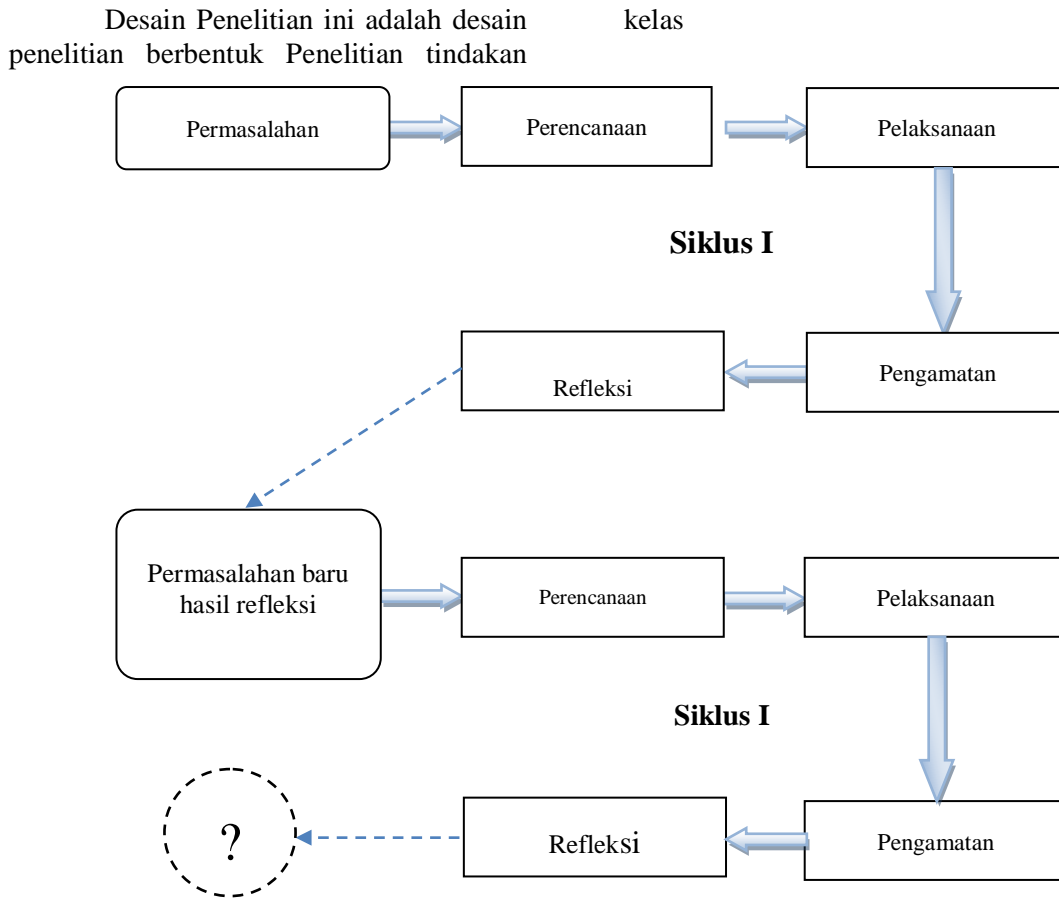 Desain Penelitian ini adalah desain
penelitian berbentuk Penelitian tindakan
kelas
Permasalahan
Perencanaan
Pelaksanaan
Siklus I
Refleksi
Pengamatan
Permasalahan baru
hasil refleksi
Perencanaan
Pelaksanaan
Siklus I
?
Refleksi
Pengamatan